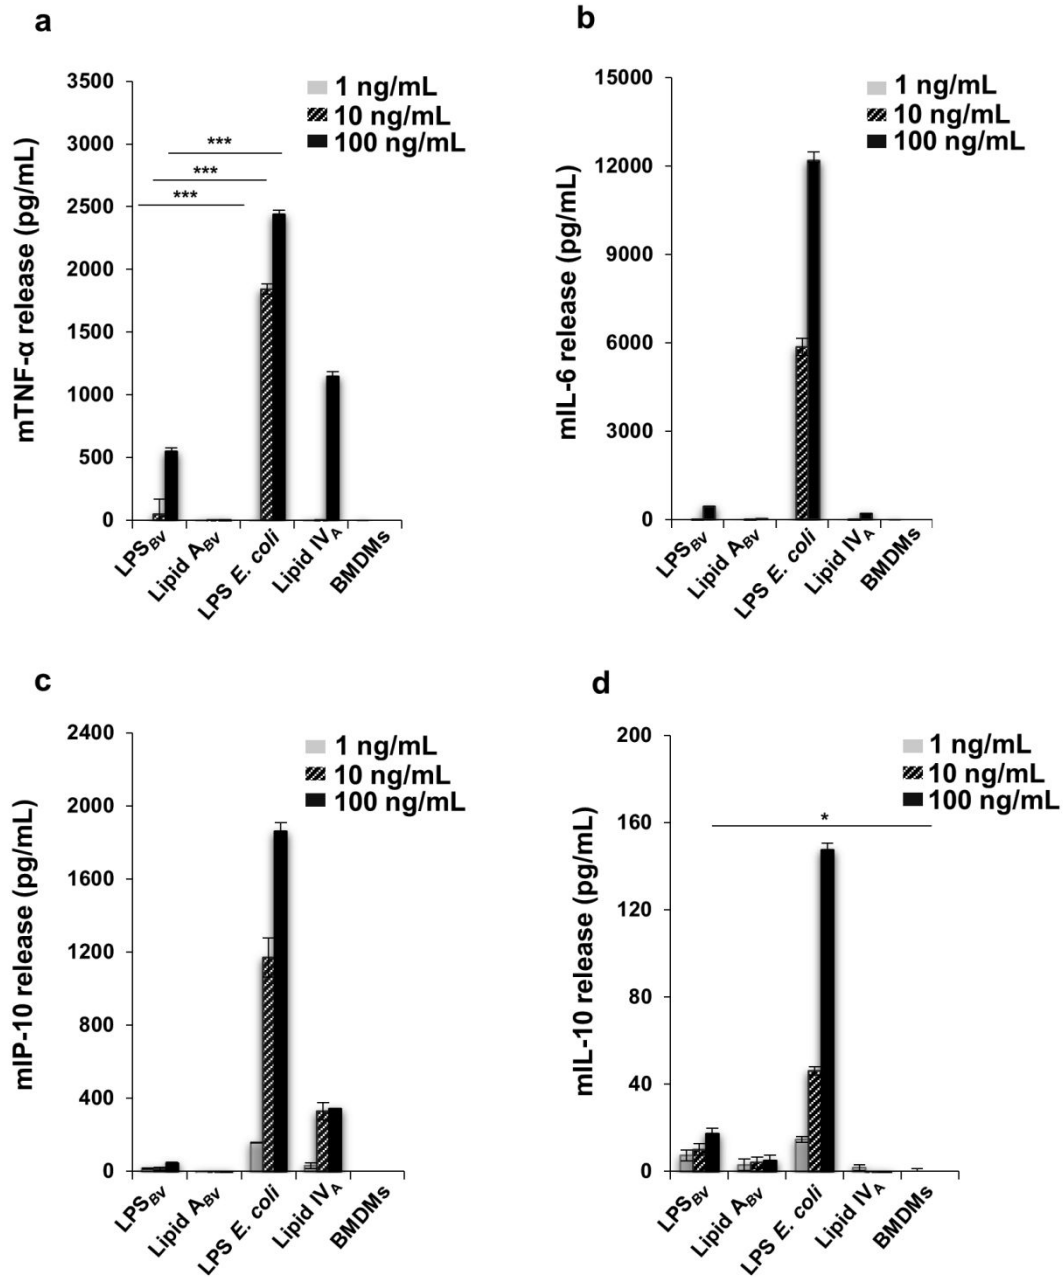 a
mTNF-α release (pg/mL)
3500
3000
2500
2000
1500
1000
500
0
1 ng/mL
10 ng/mL
100 ng/mL
***
***
***
LPSBv
Lipid ABv
LPS E. coli
Lipid IVA
BMDMs
b
mIL-6 release (pg/mL)
15000
12000
9000
6000
3000
0
1 ng/mL
10 ng/mL
100 ng/mL
LPSBv
Lipid ABv
LPS E. coli
Lipid IVA
BMDMs
c
mIP-10 release (pg/mL)
2400
2000
1600
1200
800
400
0
1 ng/mL
10 ng/mL
100 ng/mL
LPSBv
Lipid ABv
LPS E. coli
Lipid IVA
BMDMs
d
mIL-10 release (pg/mL)
200
160
120
80
40
0
1 ng/mL
10 ng/mL
100 ng/mL
*
LPSBv
Lipid ABv
LPS E. coli
Lipid IVA
BMDMs